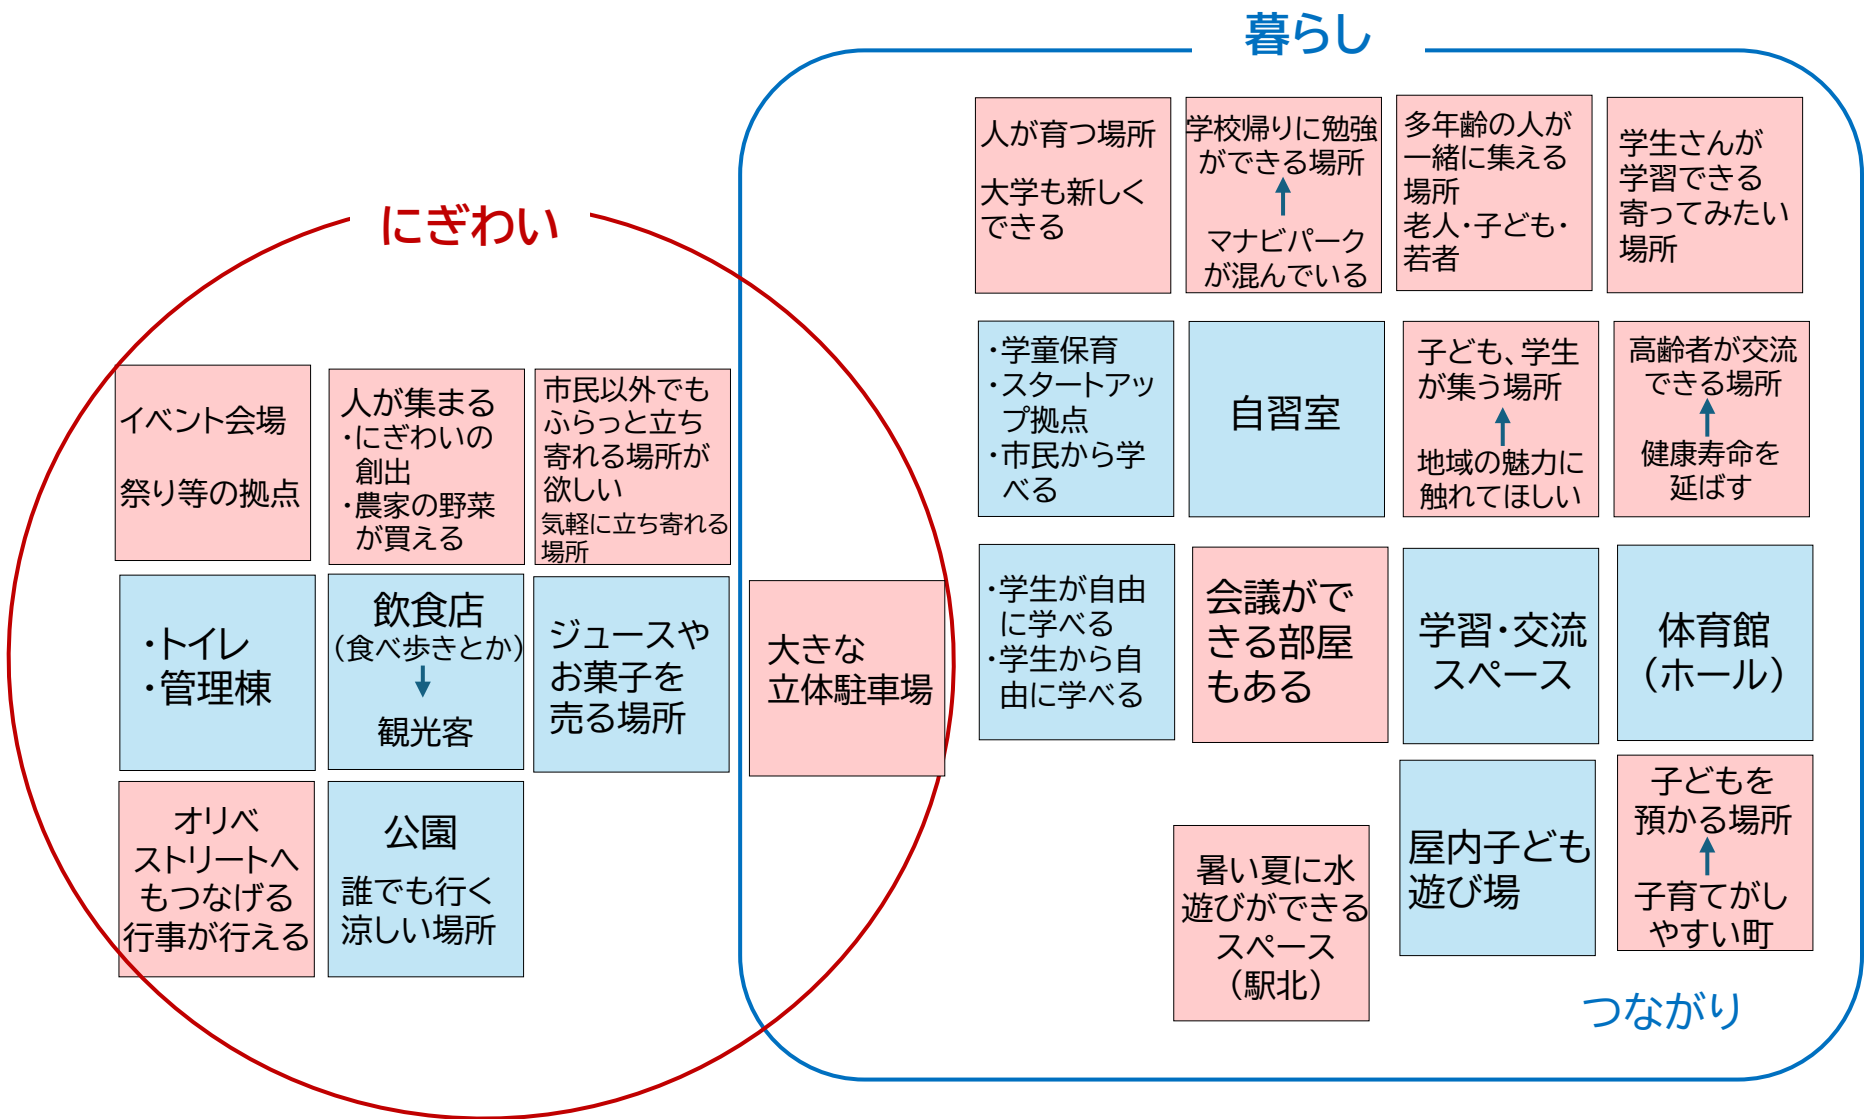 暮らし
にぎわい
人が育つ場所
大学も新しく
できる
学校帰りに勉強
ができる場所
マナビパーク
が混んでいる
多年齢の人が
一緒に集える
場所
老人・子ども・
若者
学生さんが
学習できる
寄ってみたい
場所
・学童保育
・スタートアッ
プ拠点
・市民から学
べる
自習室
子ども、学生
が集う場所
地域の魅力に
触れてほしい
高齢者が交流
できる場所
健康寿命を
延ばす
イベント会場
祭り等の拠点
人が集まる
・にぎわいの
創出
・農家の野菜
が買える
市民以外でも
ふらっと立ち
寄れる場所が
欲しい
気軽に立ち寄れる
場所
・トイレ
・管理棟
飲食店
(食べ歩きとか)
観光客
ジュースや
お菓子を
売る場所
大きな
立体駐車場
・学生が自由
に学べる
・学生から自
由に学べる
会議がで
きる部屋
もある
学習・交流
スペース
体育館
(ホール)
オリベ
ストリートへ
もつなげる
行事が行える
公園
誰でも行く
涼しい場所
暑い夏に水
遊びができる
スペース
(駅北)
屋内子ども
遊び場
子どもを
預かる場所
子育てがし
やすい町
つながり